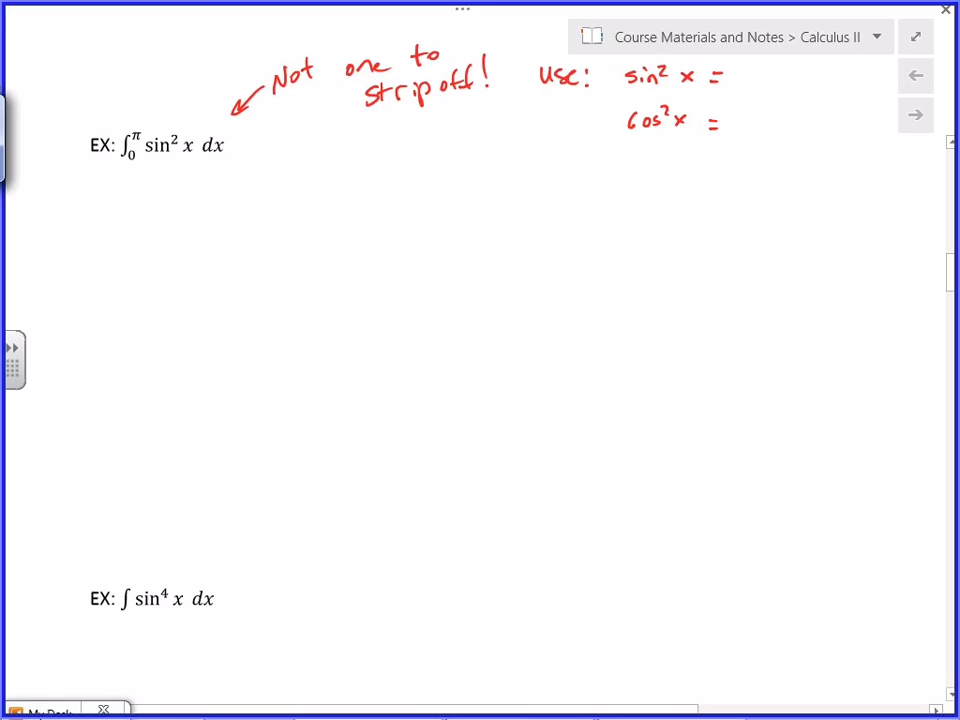 Course Materials and Notes > Calculus II
Not one to
strip off!
use: sin² x =
cos² x =
EX: ∫₀^π sin² x dx
EX: ∫ sin⁴ x dx